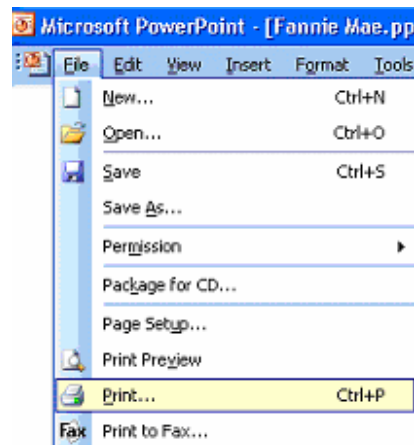 Microsoft PowerPoint - [Fannie Mae.pp
File Edit View Insert Format Tools
New... Ctrl+N
Open... Ctrl+O
Save Ctrl+S
Save As...
Permission
Package for CD...
Page Setup...
Print Preview
Print... Ctrl+P
Fax Print to Fax...